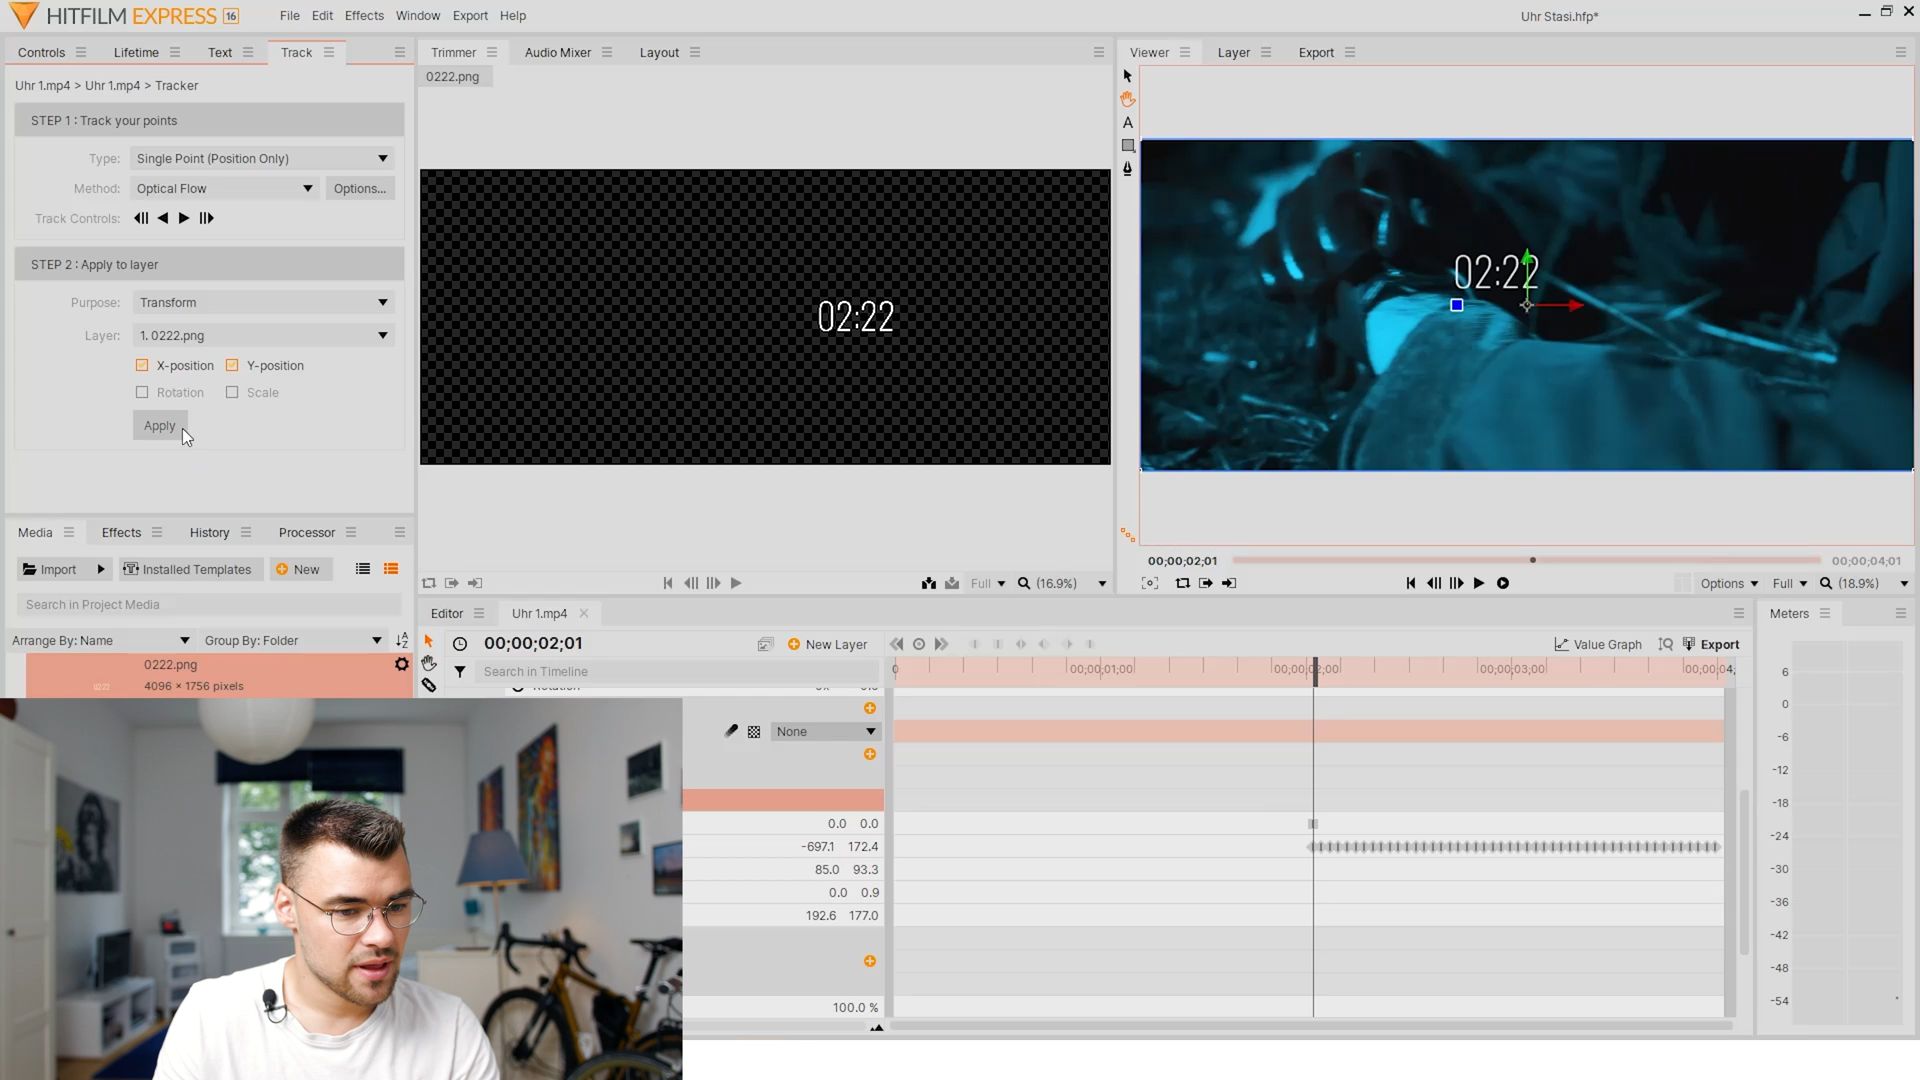 HITFILM EXPRESS 16 File Edit Effects Window Export Help Uhr Stasi.hfp*
Controls Lifetime Text Track Trimmer Audio Mixer Layout Viewer Layer Export
0222.png
Uhr 1.mp4 > Uhr 1.mp4 > Tracker
STEP 1 : Track your points
Type: Single Point (Position Only)
Method: Optical Flow Options...
Track Controls:
STEP 2 : Apply to layer
Purpose: Transform
Layer: 1. 0222.png
X-position Y-position
Rotation Scale
Apply
02:22
A
02:22
Media Effects History Processor
Import Installed Templates New
Search in Project Media
Arrange By: Name Group By: Folder
0222.png
4096 × 1756 pixels
Full (16.9%)
00;00;02;01 00;00;04;01
Options Full (18.9%)
Editor Uhr 1.mp4
00;00;02;01 New Layer Value Graph Export
Search in Timeline
0 00;00;01;00 00;00;02;00 00;00;03;00 00;00;04;
None
0.0 0.0
-697.1 172.4
85.0 93.3
0.0 0.9
192.6 177.0
100.0 %
Meters
6
0
-6
-12
-18
-24
-30
-36
-42
-48
-54